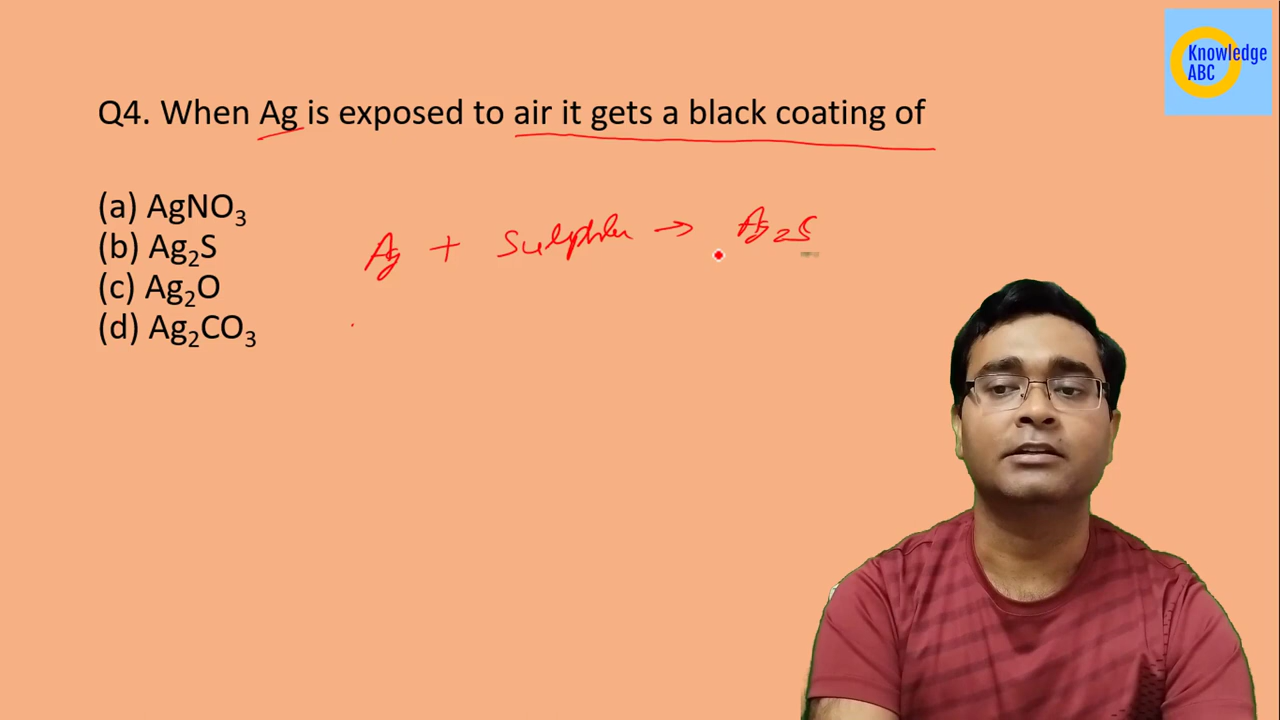 Knowledge
ABC
Q4. When Ag is exposed to air it gets a black coating of
(a) AgNO₃
(b) Ag₂S
(c) Ag₂O
(d) Ag₂CO₃
Ag + Sulphur → Ag₂S